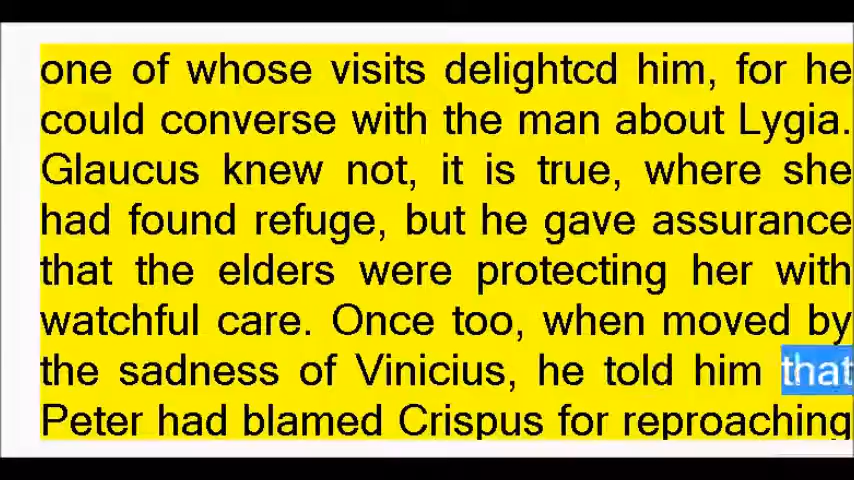 one of whose visits delightcd him, for he
could converse with the man about Lygia.
Glaucus knew not, it is true, where she
had found refuge, but he gave assurance
that the elders were protecting her with
watchful care. Once too, when moved by
the sadness of Vinicius, he told him that
Peter had blamed Crispus for reproaching